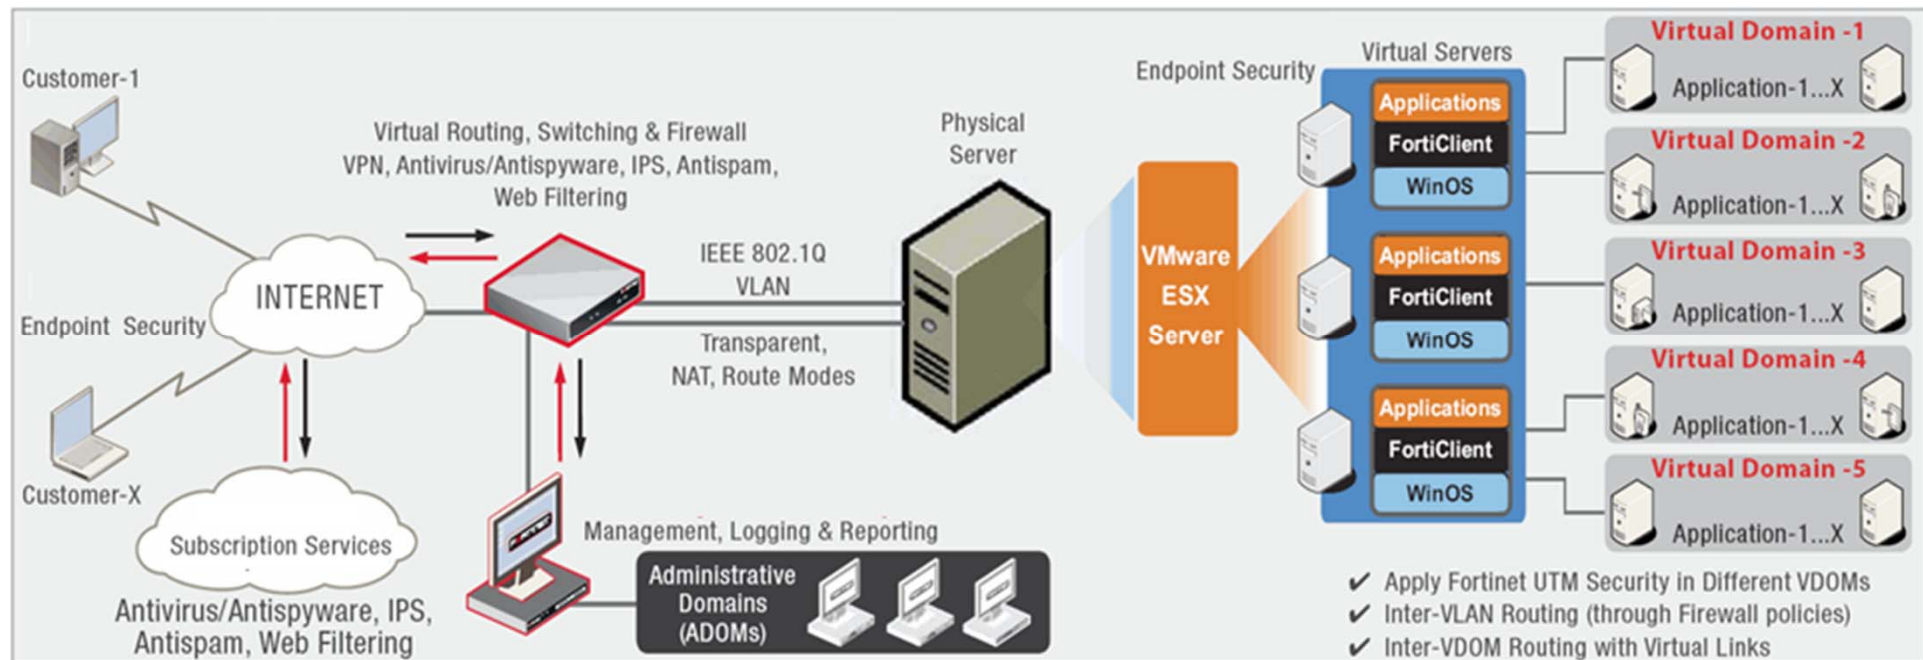 Customer-1
Endpoint Security
Customer-X
INTERNET
Subscription Services
Antivirus/Antispyware, IPS,
Antispam, Web Filtering
Virtual Routing, Switching & Firewall
VPN, Antivirus/Antispyware, IPS, Antispam,
Web Filtering
IEEE 802.1Q
VLAN
Transparent,
NAT, Route Modes
Management, Logging & Reporting
Administrative
Domains
(ADOMs)
Physical
Server
VMware
ESX
Server
Endpoint Security
Virtual Servers
Applications
FortiClient
WinOS
Applications
FortiClient
WinOS
Applications
FortiClient
WinOS
Virtual Domain -1
Application-1...X
Virtual Domain -2
Application-1...X
Virtual Domain -3
Application-1...X
Virtual Domain -4
Application-1...X
Virtual Domain -5
Application-1...X
✔ Apply Fortinet UTM Security in Different VDOMs
✔ Inter-VLAN Routing (through Firewall policies)
✔ Inter-VDOM Routing with Virtual Links